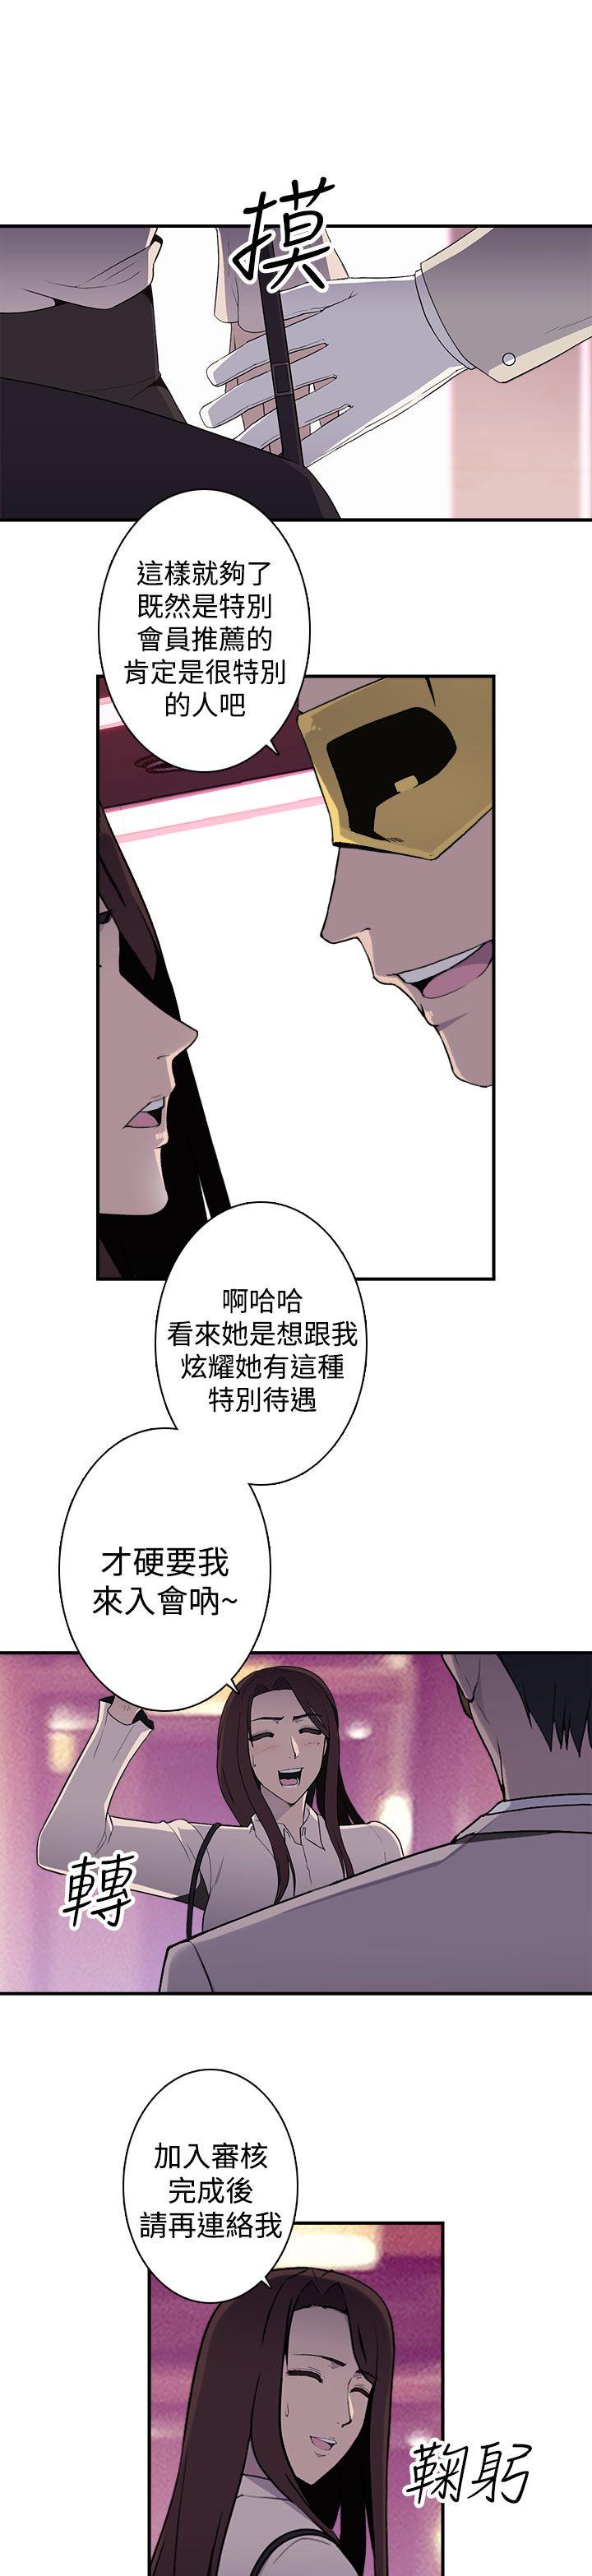 摸
這樣就夠了
既然是特別
會員推薦的
肯定是很特別
的人吧
啊哈哈
看來她是想跟我
炫耀她有這種
特別待遇
才硬要我
來入會吶~
轉
加入審核
完成後
請再連絡我
鞠躬